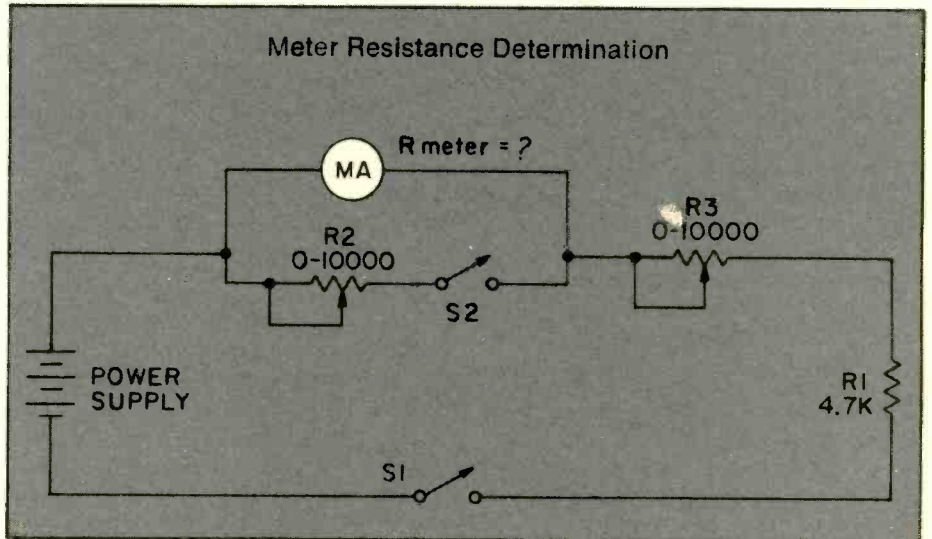 Meter Resistance Determination
R meter = ?
MA
R2
0-10000
S2
R3
0-10000
POWER
SUPPLY
R1
4.7K
S1